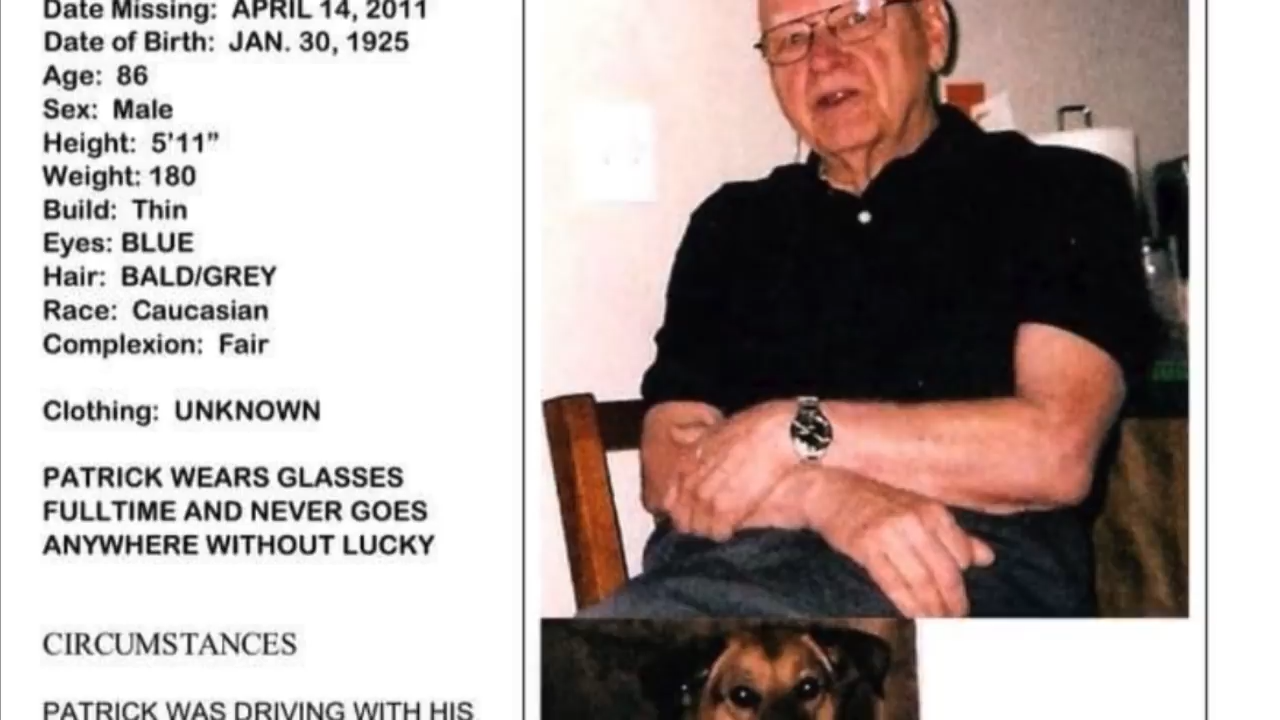 Date Missing: APRIL 14, 2011
Date of Birth: JAN. 30, 1925
Age: 86
Sex: Male
Height: 5'11”
Weight: 180
Build: Thin
Eyes: BLUE
Hair: BALD/GREY
Race: Caucasian
Complexion: Fair
Clothing: UNKNOWN
PATRICK WEARS GLASSES
FULLTIME AND NEVER GOES
ANYWHERE WITHOUT LUCKY
CIRCUMSTANCES
PATRICK WAS DRIVING WITH HIS